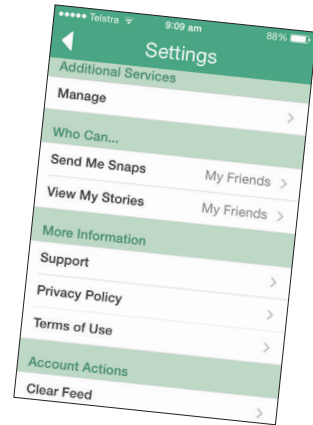 Telstra 9:09 am 88%
Settings
Additional Services
Manage
Who Can...
Send Me Snaps My Friends
View My Stories My Friends
More Information
Support
Privacy Policy
Terms of Use
Account Actions
Clear Feed